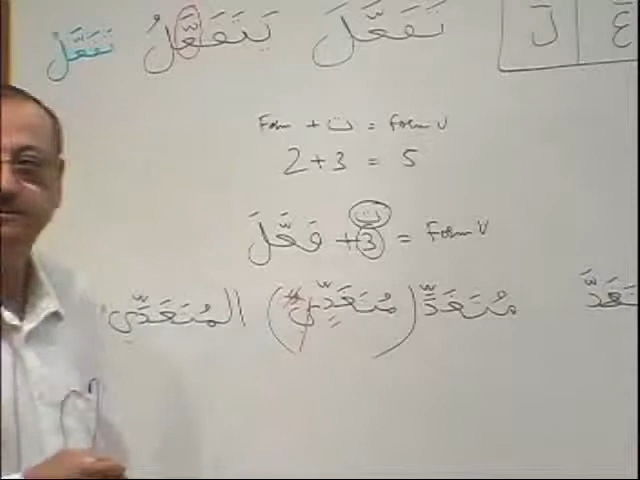 عَ لَ
تَفَعَّلَ يَتَفَعَّلُ تَفَعَّلْ
Form + ت = Form V
2+3 = 5
فَعَّلَ +3 = Form V
ت
مُتَعَدٍّ (مُتَعَدِّيٌ) المُتَعَدِّي